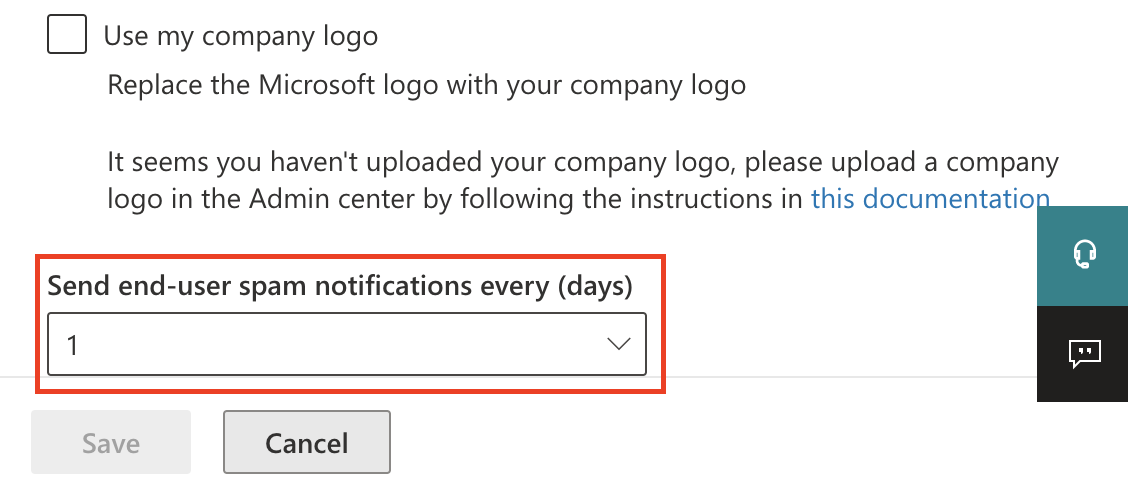 Use my company logo
Replace the Microsoft logo with your company logo
It seems you haven't uploaded your company logo, please upload a company
logo in the Admin center by following the instructions in this documentation
Send end-user spam notifications every (days)
1
Save
Cancel